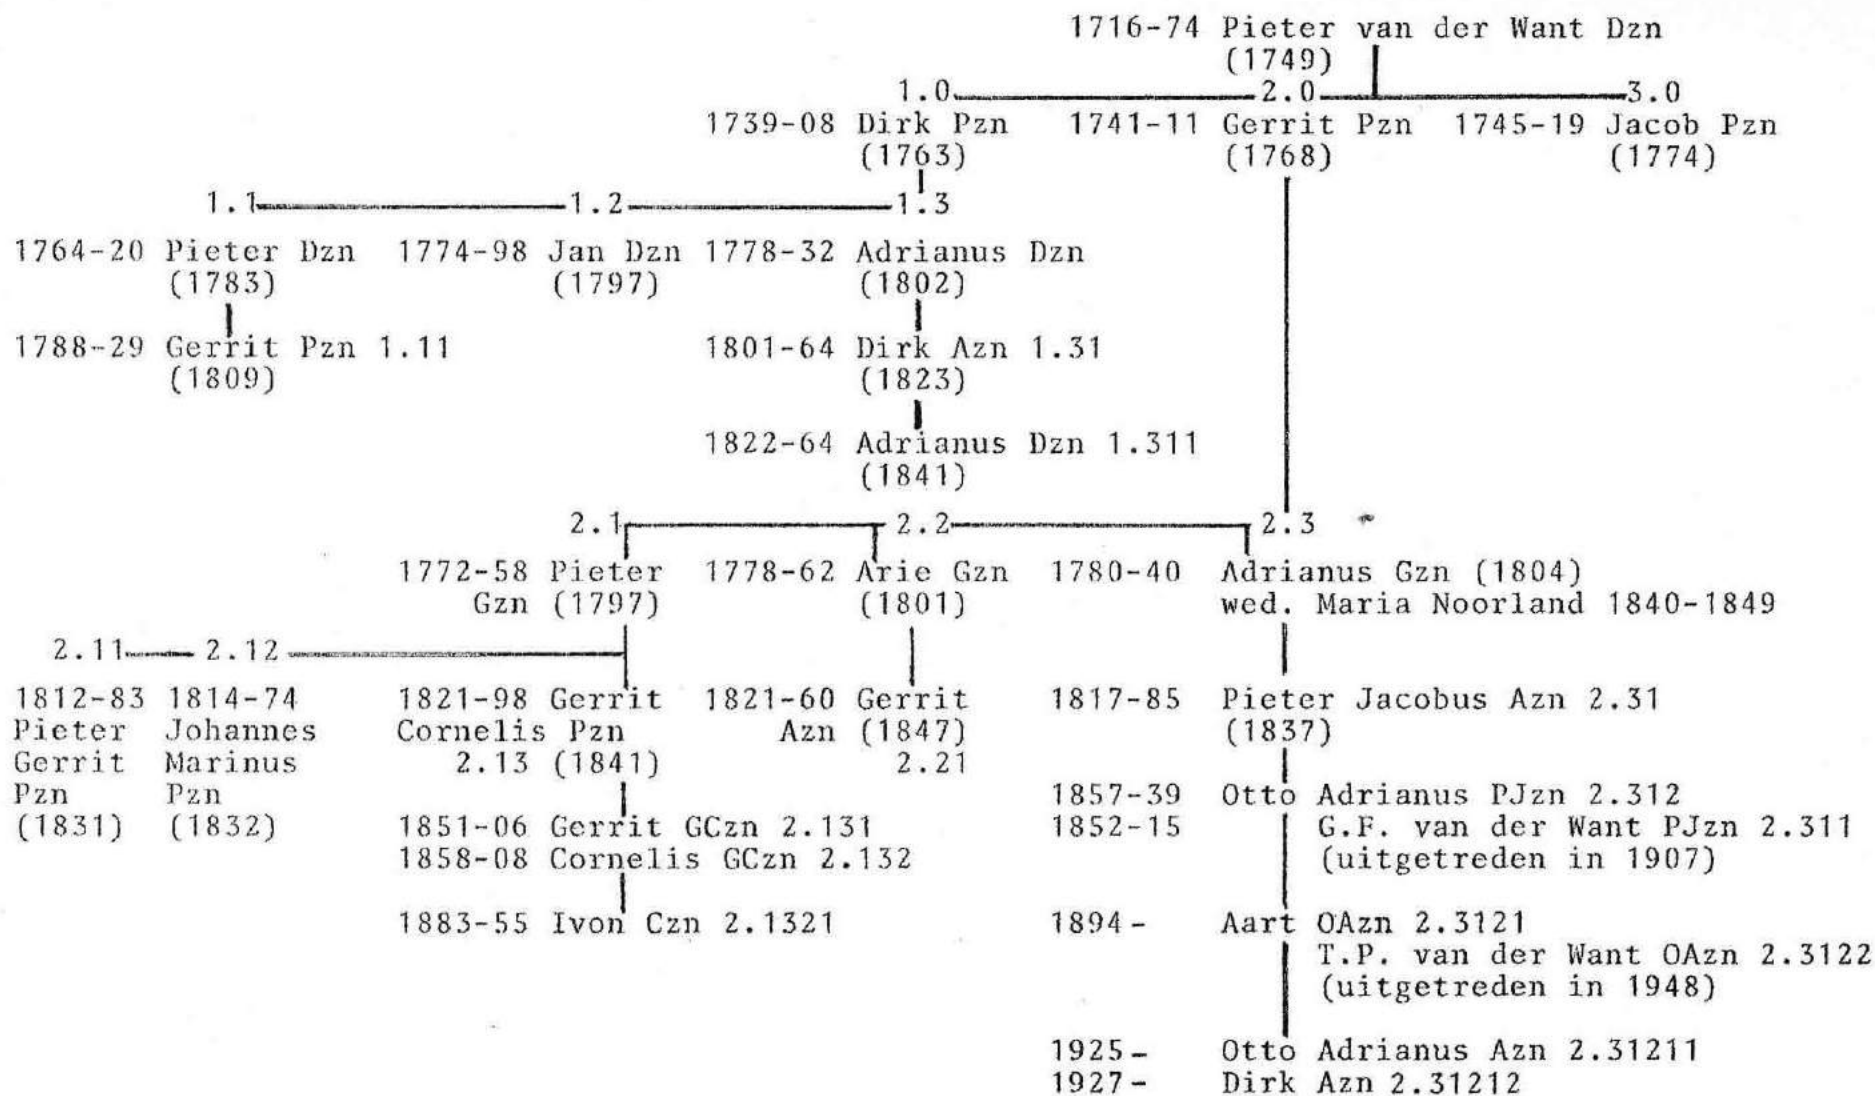 1716-74 Pieter van der Want Dzn
(1749)
1.0 2.0 3.0
1739-08 Dirk Pzn 1741-11 Gerrit Pzn 1745-19 Jacob Pzn
(1763) (1768) (1774)
1.1 1.2 1.3
1764-20 Pieter Dzn 1774-98 Jan Dzn 1778-32 Adrianus Dzn
(1783) (1797) (1802)
1788-29 Gerrit Pzn 1.11 1801-64 Dirk Azn 1.31
(1809) (1823)
1822-64 Adrianus Dzn 1.311
(1841)
2.1 2.2 2.3
1772-58 Pieter 1778-62 Arie Gzn 1780-40 Adrianus Gzn (1804)
Gzn (1797) (1801) wed. Maria Noorland 1840-1849
2.11 2.12
1812-83 1814-74 1821-98 Gerrit 1821-60 Gerrit 1817-85 Pieter Jacobus Azn 2.31
Pieter Johannes Cornelis Pzn Azn (1847) (1837)
Gerrit Marinus 2.13 (1841) 2.21
Pzn Pzn 1857-39 Otto Adrianus PJzn 2.312
(1831) (1832) 1851-06 Gerrit GCzn 2.131 1852-15 G.F. van der Want PJzn 2.311
1858-08 Cornelis GCzn 2.132 (uitgetreden in 1907)
1883-55 Ivon Czn 2.1321 1894- Aart OAzn 2.3121
T.P. van der Want OAzn 2.3122
(uitgetreden in 1948)
1925- Otto Adrianus Azn 2.31211
1927- Dirk Azn 2.31212